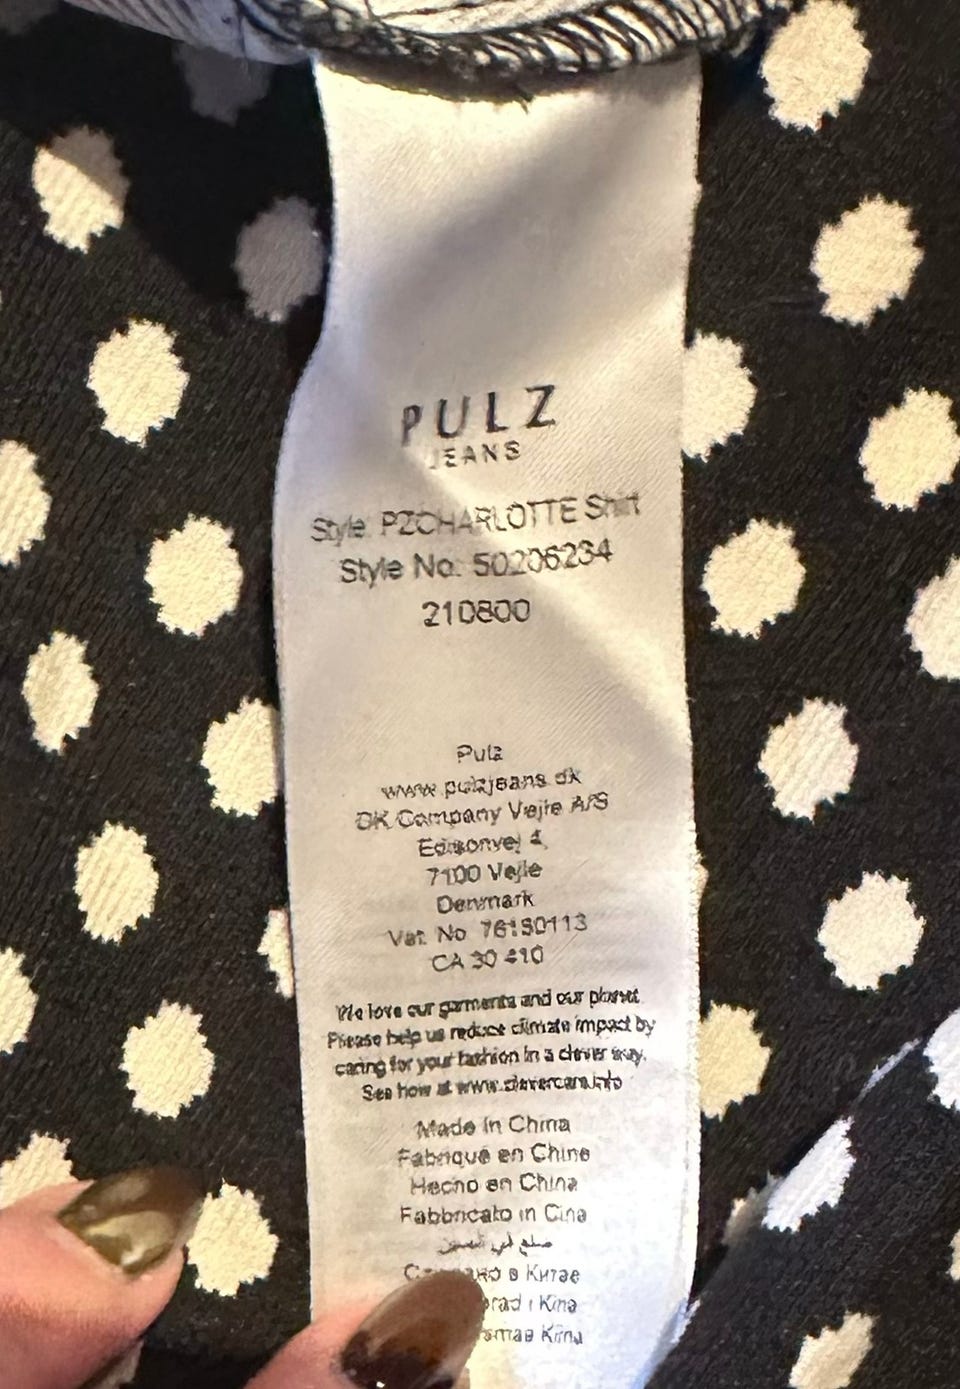 PULZ
JEANS
Style: PZCHARLOTTE Shirt
Style No: 50206234
210800
Pulz
www.pulzjeans.dk
DK Company Vejle A/S
Edisonvej 4,
7100 Vejle
Denmark
Vat. No
CA 30 410
We love our garments and our planet
Please help us reduce climate impact by
caring for your fashion in a clever way.
See how at www.clevercare.info
Made in China
Fabriqué en Chine
Hecho en China
Fabbricato in Cina
в Китае
i Kina
Kiina